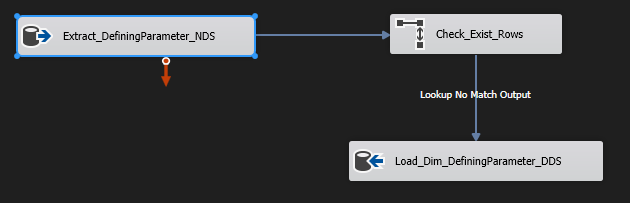 Extract_DefiningParameter_NDS
Check_Exist_Rows
Lookup No Match Output
Load_Dim_DefiningParameter_DDS